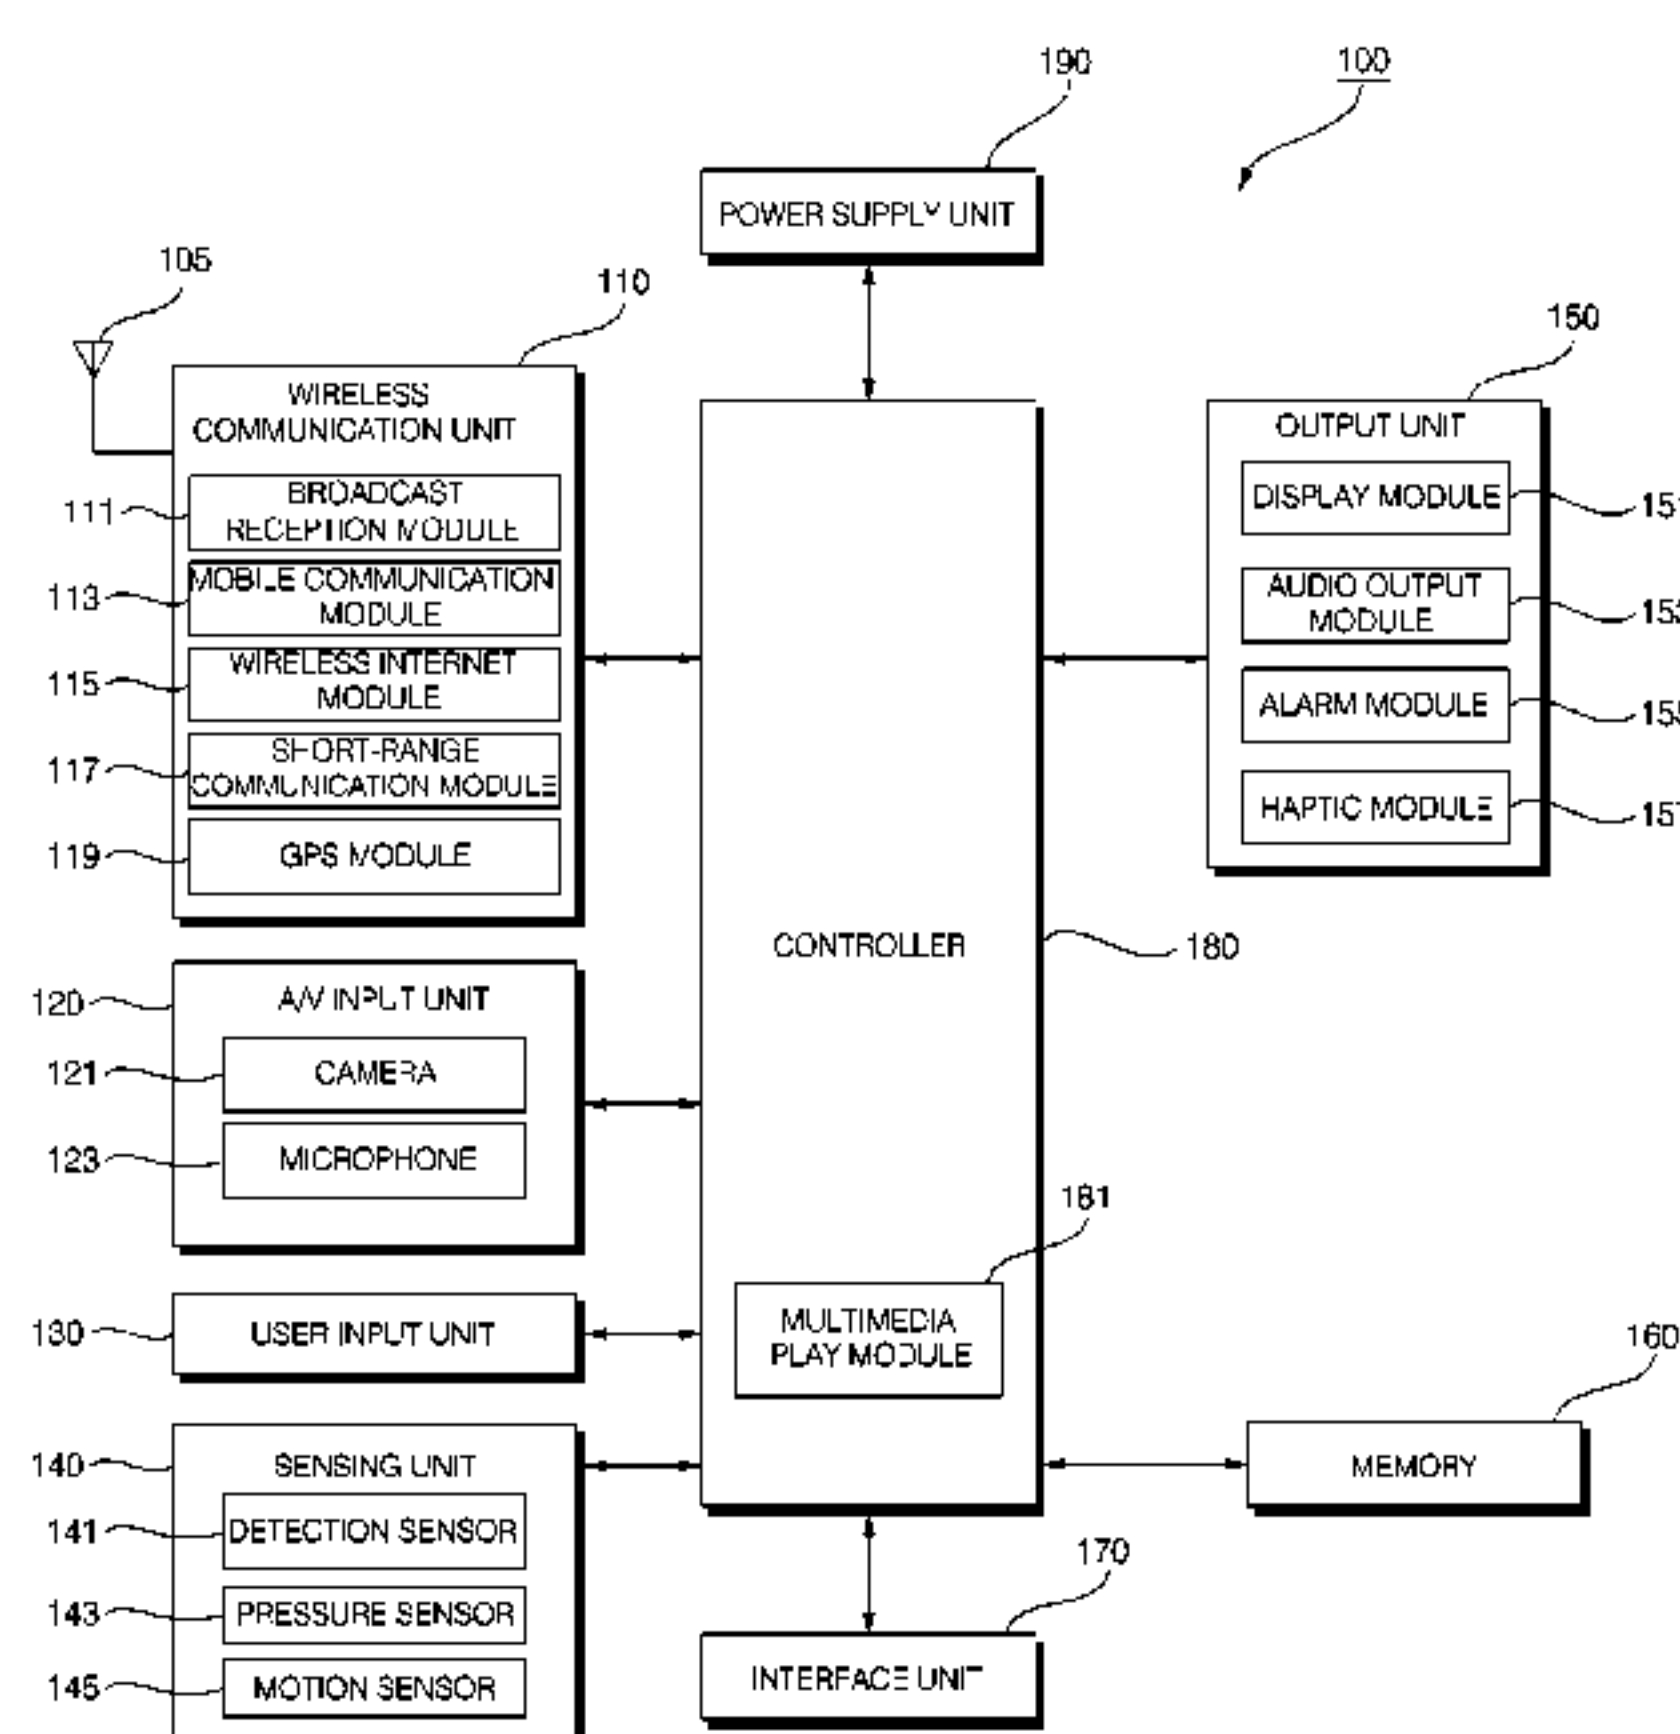 190
100
POWER SUPPLY UNIT
105
110
150
WIRELESS
COMMUNICATION UNIT
OUTPUT UNIT
111
BROADCAST
RECEPTION MODULE
DISPLAY MODULE
113
MOBILE COMMUNICATION
MODULE
AUDIO OUTPUT
MODULE
115
WIRELESS INTERNET
MODULE
ALARM MODULE
117
SHORT-RANGE
COMMUNICATION MODULE
HAPTIC MODULE
119
GPS MODULE
CONTROLLER
180
120
A/V INPUT UNIT
121
CAMERA
123
MICROPHONE
181
MULTIMEDIA
PLAY MODULE
130
USER INPUT UNIT
160
140
SENSING UNIT
MEMORY
141
DETECTION SENSOR
170
143
PRESSURE SENSOR
145
MOTION SENSOR
INTERFACE UNIT